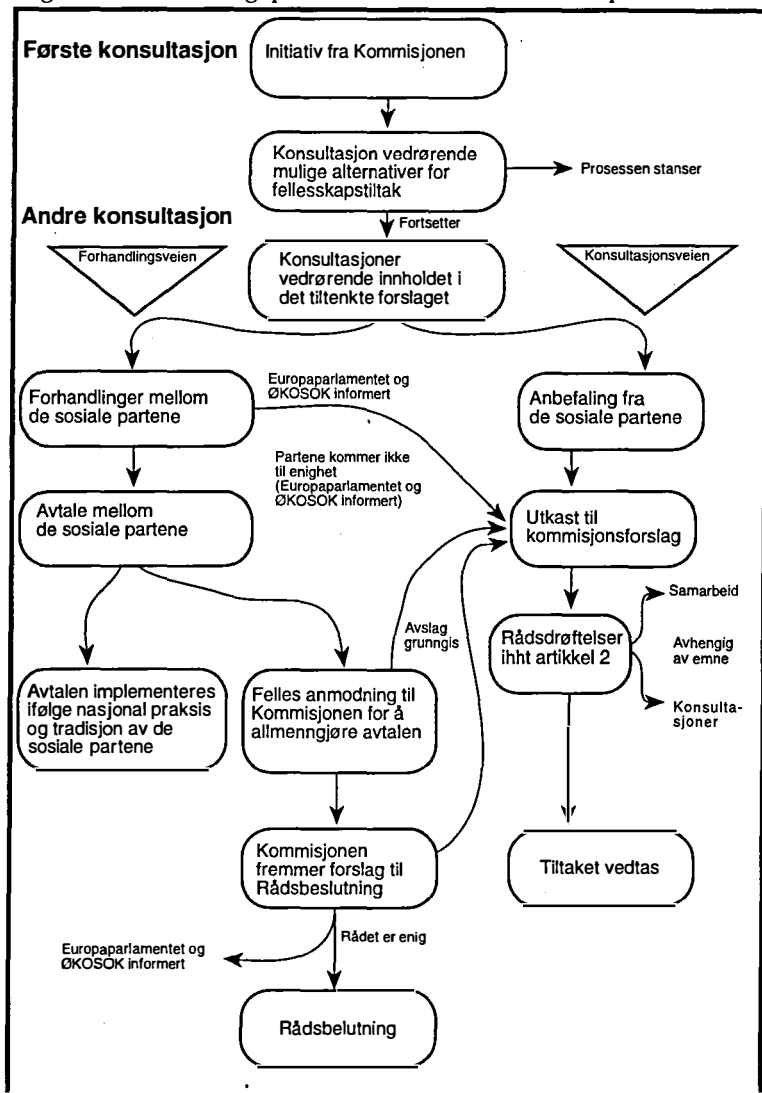 Første konsultasjon
Initiativ fra Kommisjonen
Konsultasjon vedrørende
mulige alternativer for
fellesskapstiltak
Prosessen stanser
Andre konsultasjon
Fortsetter
Forhandlingsveien
Konsultasjoner
vedrørende innholdet i
det tiltenkte forslaget
Konsultasjonsveien
Forhandlinger mellom
de sosiale partene
Europaparlamentet og
ØKOSOK informert
Anbefaling fra
de sosiale partene
Partene kommer ikke
til enighet
(Europaparlamentet og
ØKOSOK informert)
Avtale mellom
de sosiale partene
Utkast til
kommisjonsforslag
Samarbeid
Avslag
grunngis
Rådsdrøftelser
ihht artikkel 2
Avhengig
av emne
Konsulta-
sjoner
Avtalen implementeres
ifølge nasjonal praksis
og tradisjon av de
sosiale partene
Felles anmodning til
Kommisjonen for å
allmenngjøre avtalen
Kommisjonen
fremmer forslag til
Rådsbeslutning
Tiltaket vedtas
Rådet er enig
Europaparlamentet og
ØKOSOK informert
Rådsbelutning